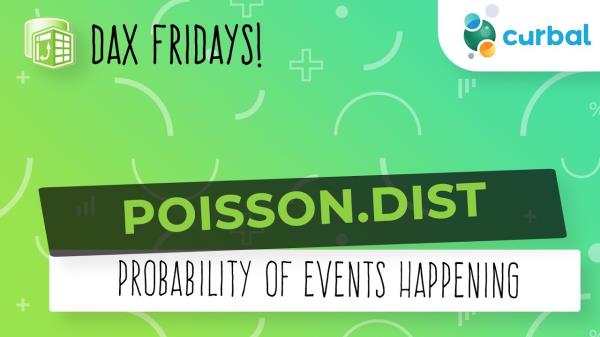 DAX FRIDAYS!
curbal
POISSON.DIST
PROBABILITY OF EVENTS HAPPENING